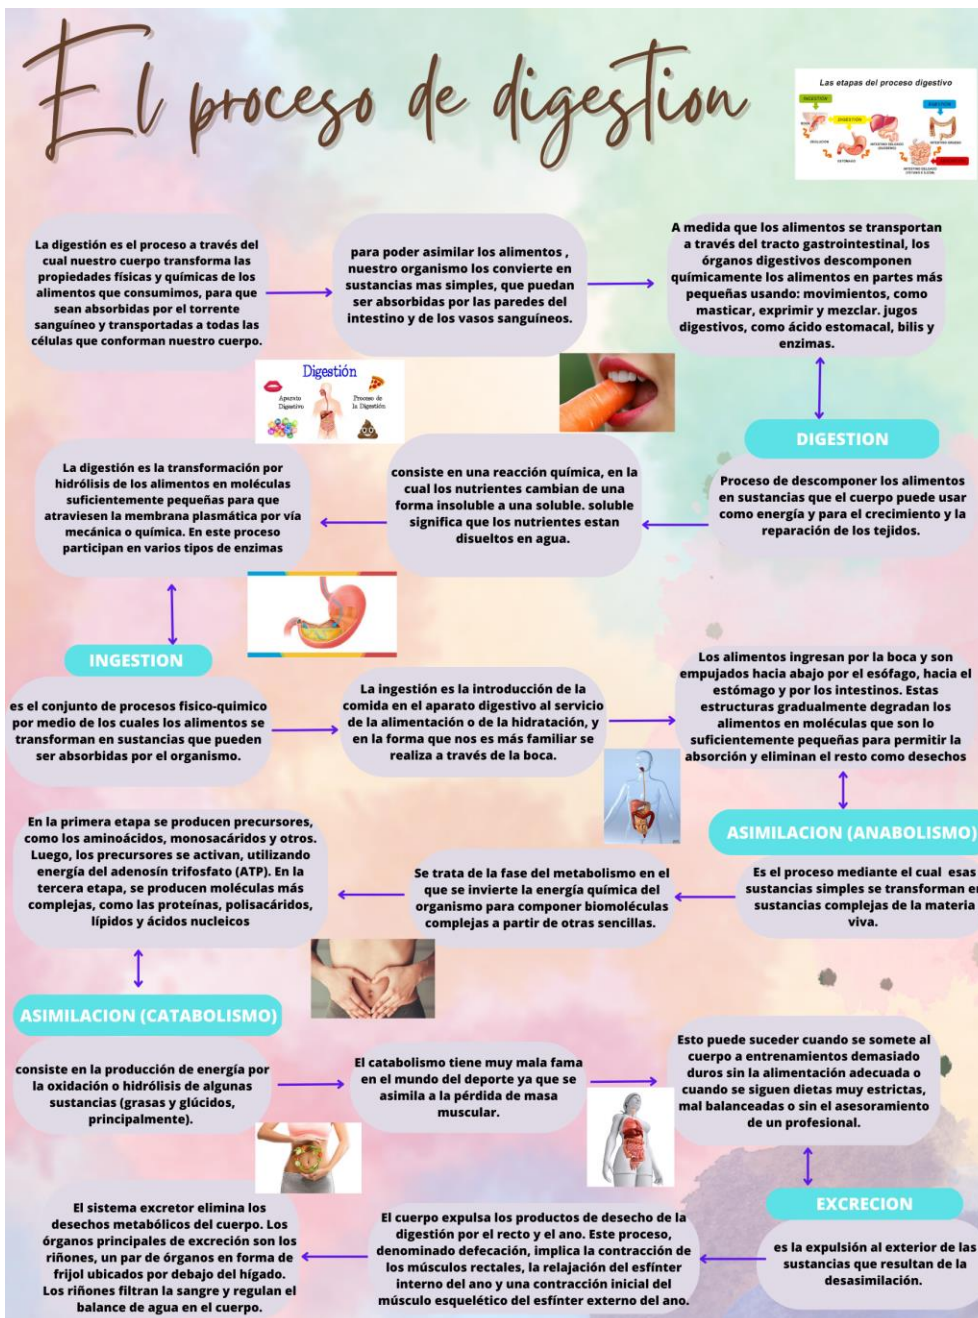 El proceso de digestion
Las etapas del proceso digestivo
INGESTIÓN
DIGESTIÓN
ESTÓMAGO
INTESTINO DELGADO
INTESTINO GRUESO
INTESTINO DELGADO
La digestión es el proceso a través del
cual nuestro cuerpo transforma las
propiedades físicas y químicas de los
alimentos que consumimos, para que
sean absorbidas por el torrente
sanguíneo y transportadas a todas las
células que conforman nuestro cuerpo.
para poder asimilar los alimentos ,
nuestro organismo los convierte en
sustancias mas simples, que puedan
ser absorbidas por las paredes del
intestino y de los vasos sanguíneos.
A medida que los alimentos se transportan
a través del tracto gastrointestinal, los
órganos digestivos descomponen
químicamente los alimentos en partes más
pequeñas usando: movimientos, como
masticar, exprimir y mezclar. jugos
digestivos, como ácido estomacal, bilis y
enzimas.
Digestión
Aparato
Digestivo
Proceso de
la Digestión
DIGESTION
Proceso de descomponer los alimentos
en sustancias que el cuerpo puede usar
como energía y para el crecimiento y la
reparación de los tejidos.
consiste en una reacción química, en la
cual los nutrientes cambian de una
forma insoluble a una soluble. soluble
significa que los nutrientes estan
disueltos en agua.
La digestión es la transformación por
hidrólisis de los alimentos en moléculas
suficientemente pequeñas para que
atraviesen la membrana plasmática por vía
mecánica o química. En este proceso
participan en varios tipos de enzimas
INGESTION
es el conjunto de procesos fisico-quimico
por medio de los cuales los alimentos se
transforman en sustancias que pueden
ser absorbidas por el organismo.
La ingestión es la introducción de la
comida en el aparato digestivo al servicio
de la alimentación o de la hidratación, y
en la forma que nos es más familiar se
realiza a través de la boca.
Los alimentos ingresan por la boca y son
empujados hacia abajo por el esófago, hacia el
estómago y por los intestinos. Estas
estructuras gradualmente degradan los
alimentos en moléculas que son lo
suficientemente pequeñas para permitir la
absorción y eliminan el resto como desechos
ASIMILACION (ANABOLISMO)
Es el proceso mediante el cual esas
sustancias simples se transforman en
sustancias complejas de la materia
viva.
Se trata de la fase del metabolismo en el
que se invierte la energía química del
organismo para componer biomoléculas
complejas a partir de otras sencillas.
En la primera etapa se producen precursores,
como los aminoácidos, monosacáridos y otros.
Luego, los precursores se activan, utilizando
energía del adenosín trifosfato (ATP). En la
tercera etapa, se producen moléculas más
complejas, como las proteínas, polisacáridos,
lípidos y ácidos nucleicos
ASIMILACION (CATABOLISMO)
consiste en la producción de energía por
la oxidación o hidrólisis de algunas
sustancias (grasas y glúcidos,
principalmente).
El catabolismo tiene muy mala fama
en el mundo del deporte ya que se
asimila a la pérdida de masa
muscular.
Esto puede suceder cuando se somete al
cuerpo a entrenamientos demasiado
duros sin la alimentación adecuada o
cuando se siguen dietas muy estrictas,
mal balanceadas o sin el asesoramiento
de un profesional.
EXCRECION
es la expulsión al exterior de las
sustancias que resultan de la
desasimilación.
El cuerpo expulsa los productos de desecho de la
digestión por el recto y el ano. Este proceso,
denominado defecación, implica la contracción de
los músculos rectales, la relajación del esfínter
interno del ano y una contracción inicial del
músculo esquelético del esfínter externo del ano.
El sistema excretor elimina los
desechos metabólicos del cuerpo. Los
órganos principales de excreción son los
riñones, un par de órganos en forma de
frijol ubicados por debajo del hígado.
Los riñones filtran la sangre y regulan el
balance de agua en el cuerpo.